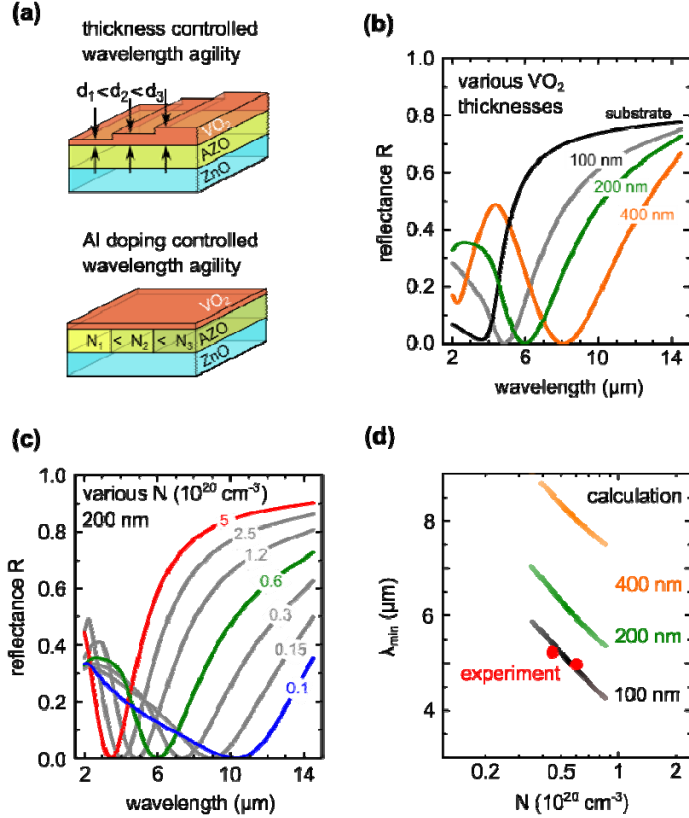 (a)
thickness controlled
wavelength agility
d1<d2<d3
VO2
AZO
ZnO
Al doping controlled
wavelength agility
VO2
N1 < N2 < N3
AZO
ZnO
(b)
1.0
0.8
0.6
0.4
0.2
0.0
reflectance R
various VO2
thicknesses
substrate
100 nm
200 nm
400 nm
2
6
10
14
wavelength (μm)
(c)
1.0
0.8
0.6
0.4
0.2
0.0
reflectance R
various N (10^20 cm^-3)
200 nm
5
2.5
1.2
0.6
0.3
0.15
0.1
2
6
10
14
wavelength (μm)
(d)
8
6
4
λmin (μm)
calculation
400 nm
200 nm
experiment
100 nm
0.2
0.5
1
2
N (10^20 cm^-3)